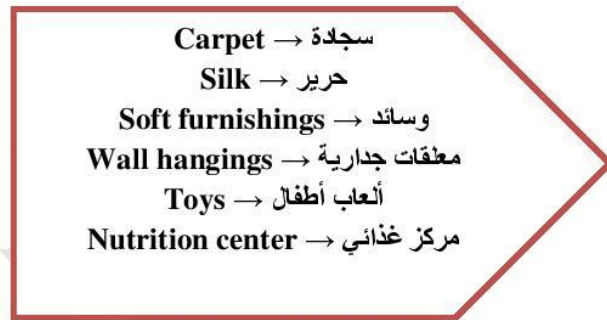 Carpet → سجادة
Silk → حرير
Soft furnishings → وسائد
Wall hangings → معلقات جدارية
Toys → ألعاب أطفال
Nutrition center → مركز غذائي